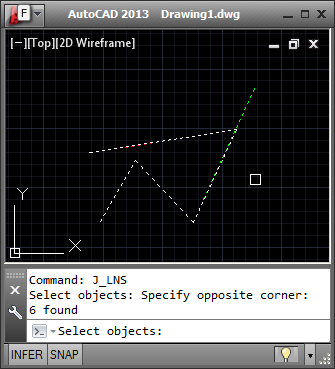 F
AutoCAD 2013 Drawing1.dwg
[−][Top][2D Wireframe]
Y
X
Command: J_LNS
Select objects: Specify opposite corner:
6 found
Select objects:
INFER SNAP